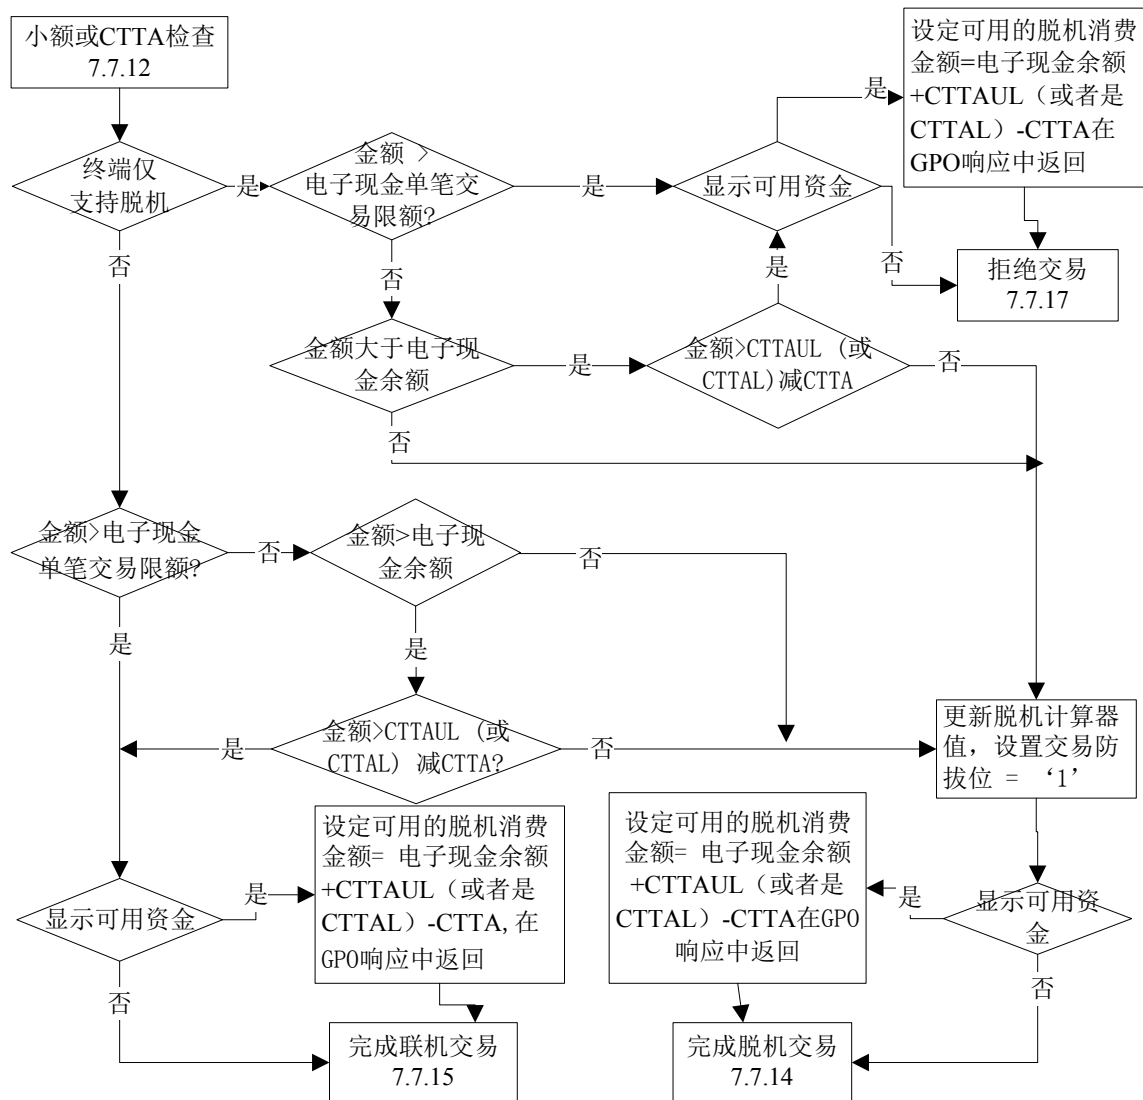 小额或CTTA检查
7.7.12
设定可用的脱机消费
金额=电子现金余额
+CTTAUL（或者是
CTTAL）-CTTA在
GPO响应中返回
是
终端仅
支持脱机
是
金额 >
电子现金单笔交
易限额?
是
显示可用资金
否
否
否
是
拒绝交易
7.7.17
金额大于电子现
金余额
是
金额>CTTAUL (或
CTTAL)减CTTA
否
否
金额>电子现金
单笔交易限额?
否
金额>电子现
金余额
否
是
是
金额>CTTAUL (或
CTTAL) 减CTTA?
是
否
更新脱机计算器
值，设置交易防
拔位 = ‘1’
设定可用的脱机消费
金额= 电子现金余额
+CTTAUL（或者是
CTTAL）-CTTA,在
GPO响应中返回
设定可用的脱机消费
金额= 电子现金余额
+CTTAUL（或者是
CTTAL）-CTTA在GPO
响应中返回
显示可用资金
是
是
显示可用资
金
否
否
完成联机交易
7.7.15
完成脱机交易
7.7.14